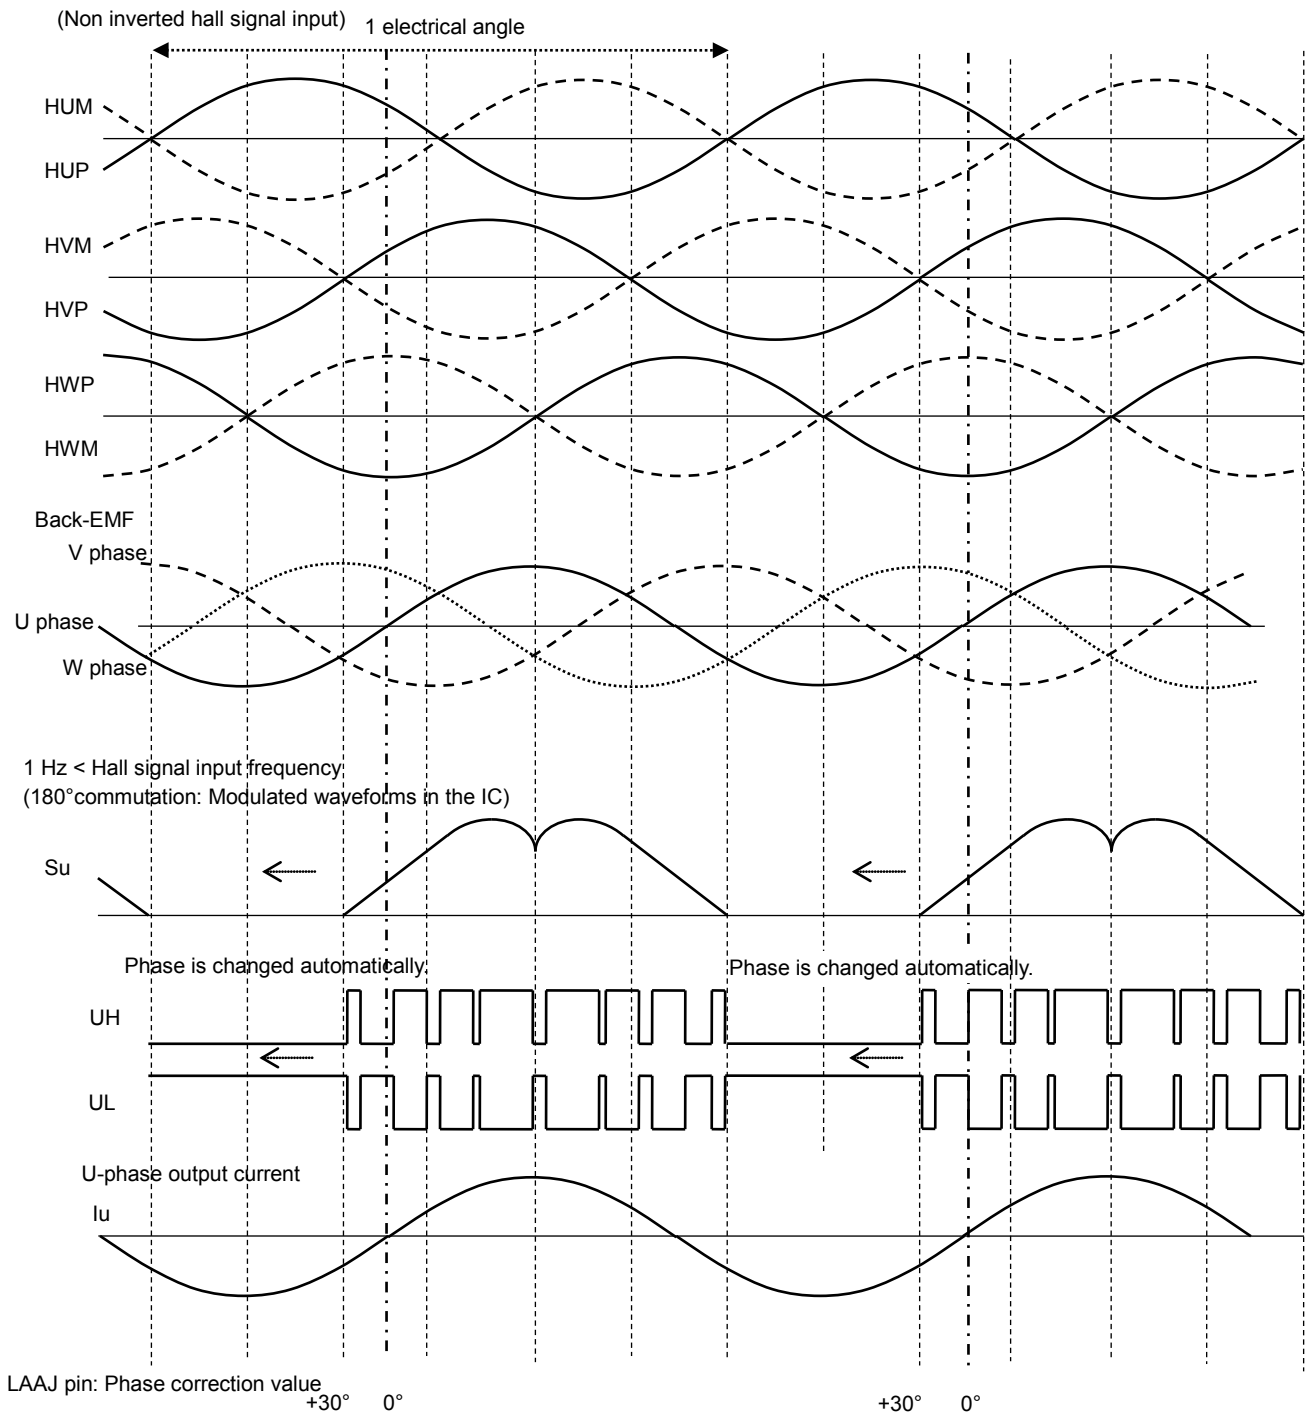 (Non inverted hall signal input)
1 electrical angle
HUM
HUP
HVM
HVP
HWP
HWM
Back-EMF
V phase
U phase
W phase
1 Hz < Hall signal input frequency
(180°commutation: Modulated waveforms in the IC)
Su
Phase is changed automatically.
Phase is changed automatically.
UH
UL
U-phase output current
Iu
LAAJ pin: Phase correction value
+30° 0° +30° 0°